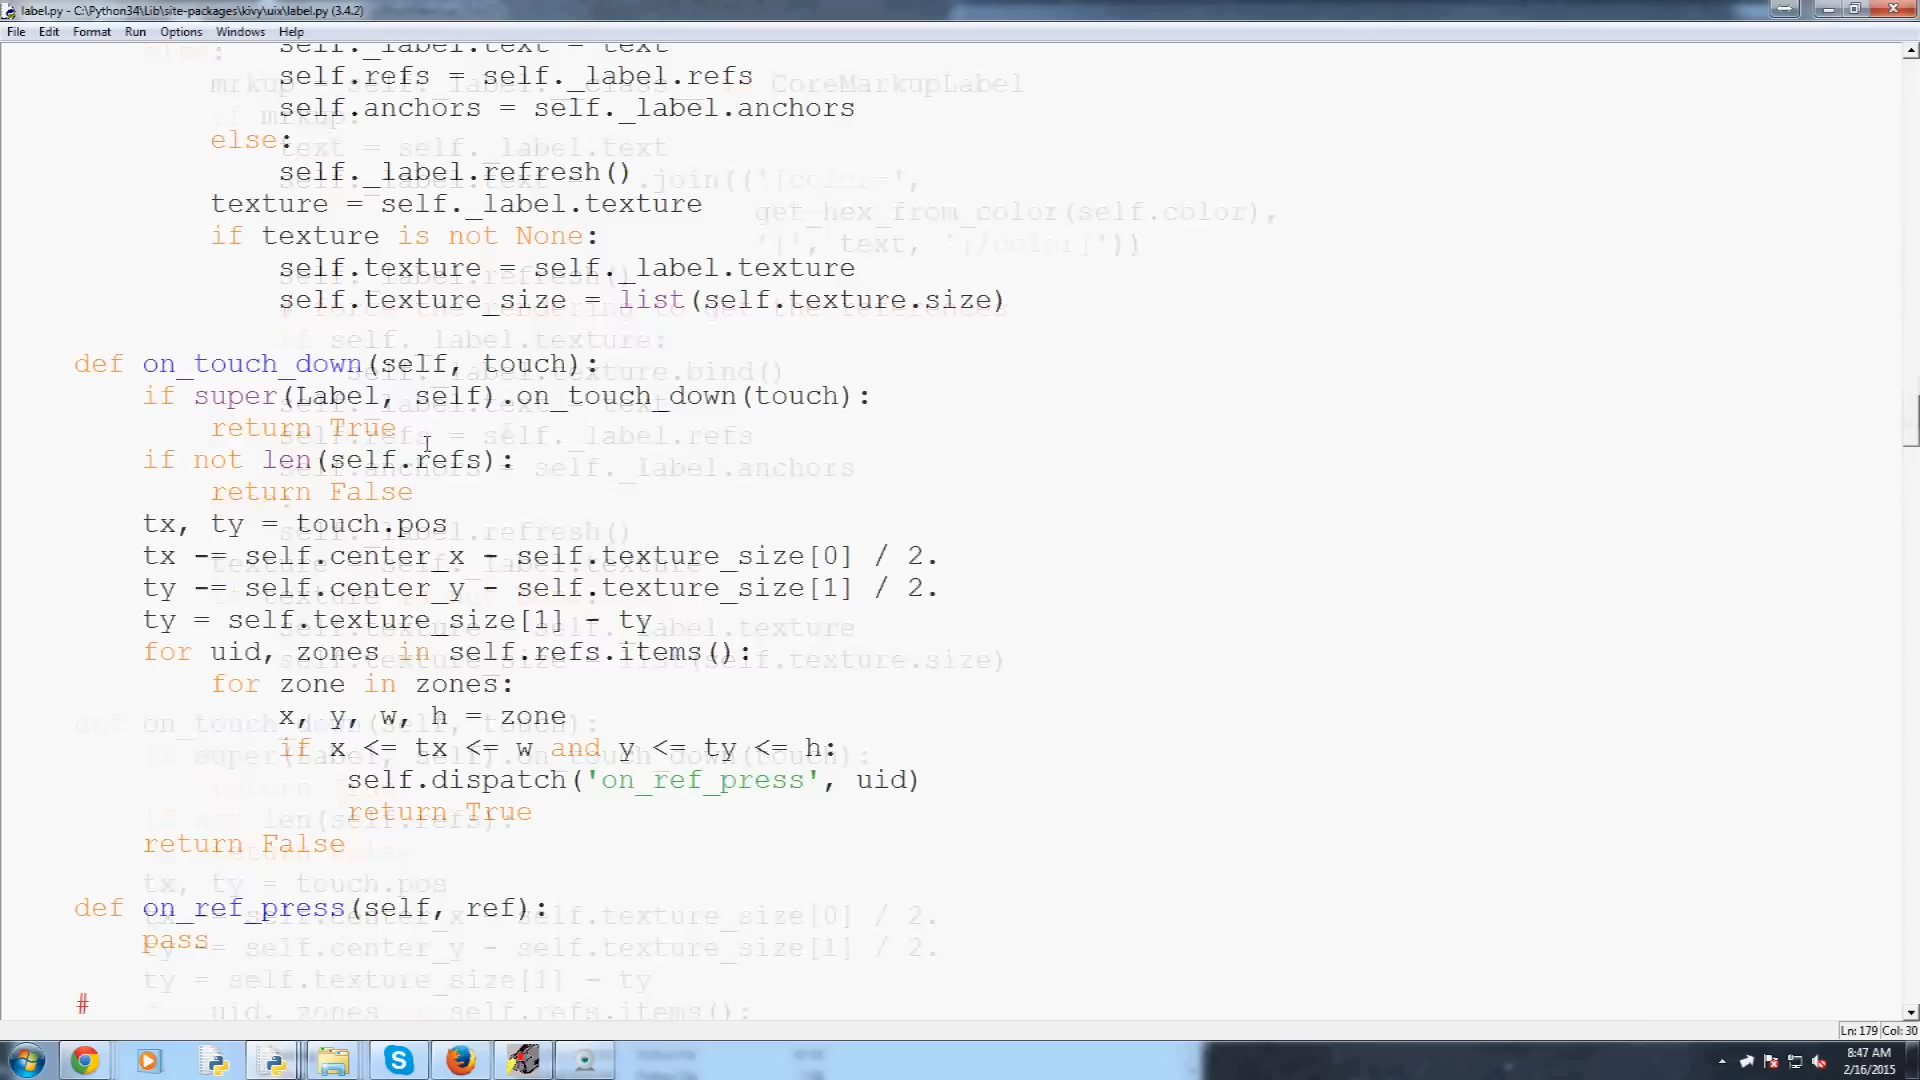 label.py - C:\Python34\Lib\site-packages\kivy\uix\label.py (3.4.2)
File Edit Format Run Options Windows Help
self._label.text = text
self.refs = self._label.refs
self.anchors = self._label.anchors
else:
self._label.refresh()
texture = self._label.texture
if texture is not None:
self.texture = self._label.texture
self.texture_size = list(self.texture.size)
def on_touch_down(self, touch):
if super(Label, self).on_touch_down(touch):
return True
if not len(self.refs):
return False
tx, ty = touch.pos
tx -= self.center_x - self.texture_size[0] / 2.
ty -= self.center_y - self.texture_size[1] / 2.
ty = self.texture_size[1] - ty
for uid, zones in self.refs.items():
for zone in zones:
x, y, w, h = zone
if x <= tx <= w and y <= ty <= h:
self.dispatch('on_ref_press', uid)
return True
return False
def on_ref_press(self, ref):
pass
#
Ln: 179 Col: 30
8:47 AM
2/16/2015